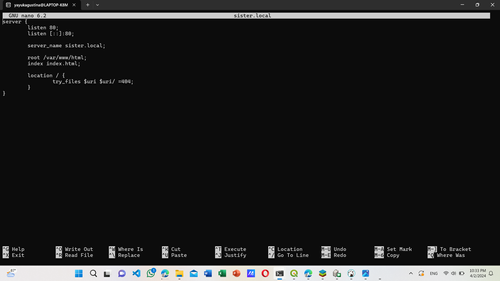 yayukagustine@LAPTOP-K9M
GNU nano 6.2 sister.local
server {
listen 80;
listen [::]:80;
server_name sister.local;
root /var/www/html;
index index.html;
location / {
try_files $uri $uri/ =404;
}
}
^G Help ^O Write Out ^W Where Is ^K Cut ^T Execute ^C Location M-U Undo M-A Set Mark M-] To Bracket
^X Exit ^R Read File ^\ Replace ^U Paste ^J Justify ^/ Go To Line M-E Redo M-6 Copy ^Q Where Was
ENG 10:33 PM
4/2/2024